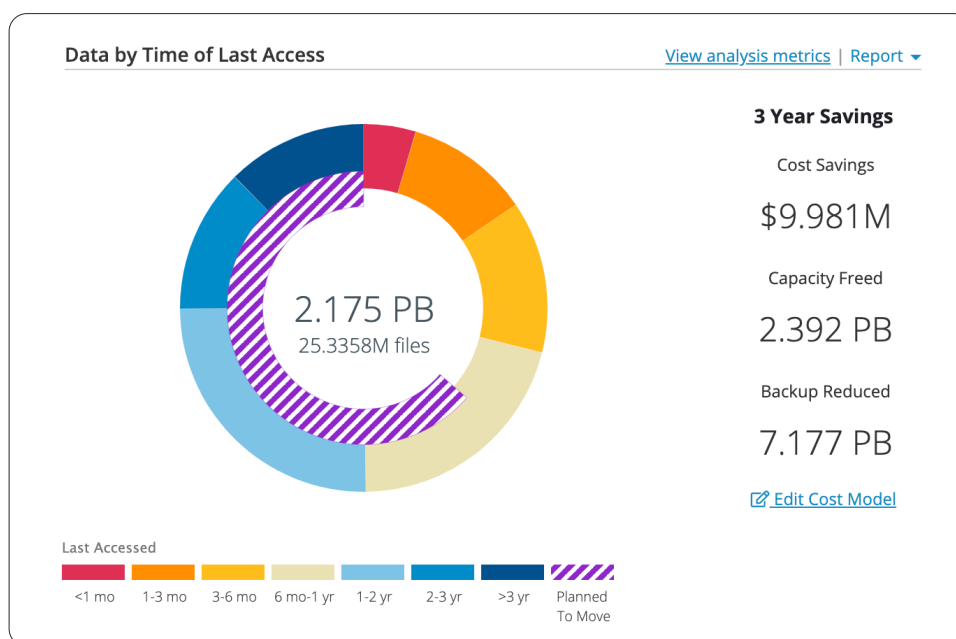 Data by Time of Last Access
View analysis metrics | Report
3 Year Savings
Cost Savings
$9.981M
Capacity Freed
2.392 PB
Backup Reduced
7.177 PB
Edit Cost Model
2.175 PB
25.3358M files
Last Accessed
<1 mo
1-3 mo
3-6 mo
6 mo-1 yr
1-2 yr
2-3 yr
>3 yr
Planned
To Move